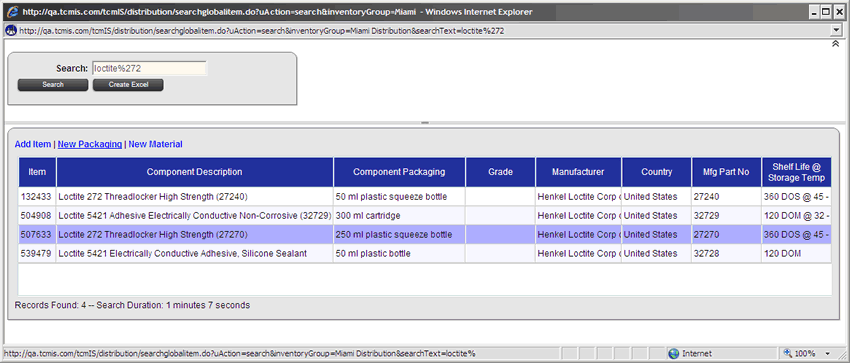 http://qa.tcmis.com/tcmIS/distribution/searchglobalitem.do?uAction=search&inventoryGroup=Miami - Windows Internet Explorer
http://qa.tcmis.com/tcmIS/distribution/searchglobalitem.do?uAction=search&inventoryGroup=Miami Distribution&searchText=loctite%272
Search: loctite%272
Search Create Excel
Add Item | New Packaging | New Material
Item Component Description Component Packaging Grade Manufacturer Country Mfg Part No Shelf Life @ Storage Temp
132433 Loctite 272 Threadlocker High Strength (27240) 50 ml plastic squeeze bottle Henkel Loctite Corp United States 27240 360 DOS @ 45 -
504908 Loctite 5421 Adhesive Electrically Conductive Non-Corrosive (32729) 300 ml cartridge Henkel Loctite Corp United States 32729 120 DOM @ 32 -
507633 Loctite 272 Threadlocker High Strength (27270) 250 ml plastic squeeze bottle Henkel Loctite Corp United States 27270 360 DOS @ 45 -
539479 Loctite 5421 Electrically Conductive Adhesive, Silicone Sealant 50 ml plastic bottle Henkel Loctite Corp United States 32728 120 DOM
Records Found: 4 -- Search Duration: 1 minutes 7 seconds
http://qa.tcmis.com/tcmIS/distribution/searchglobalitem.do?uAction=search&inventoryGroup=Miami Distribution&searchText=loctite% Internet 100%